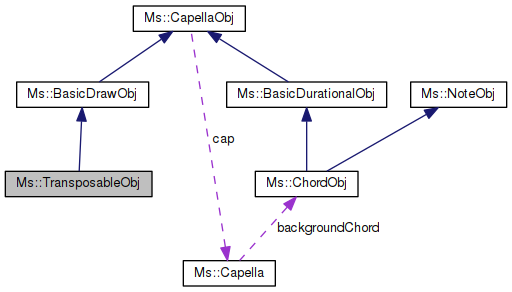 Ms::CapellaObj
Ms::BasicDrawObj
Ms::BasicDurationalObj
Ms::NoteObj
cap
Ms::TransposableObj
Ms::ChordObj
backgroundChord
Ms::Capella